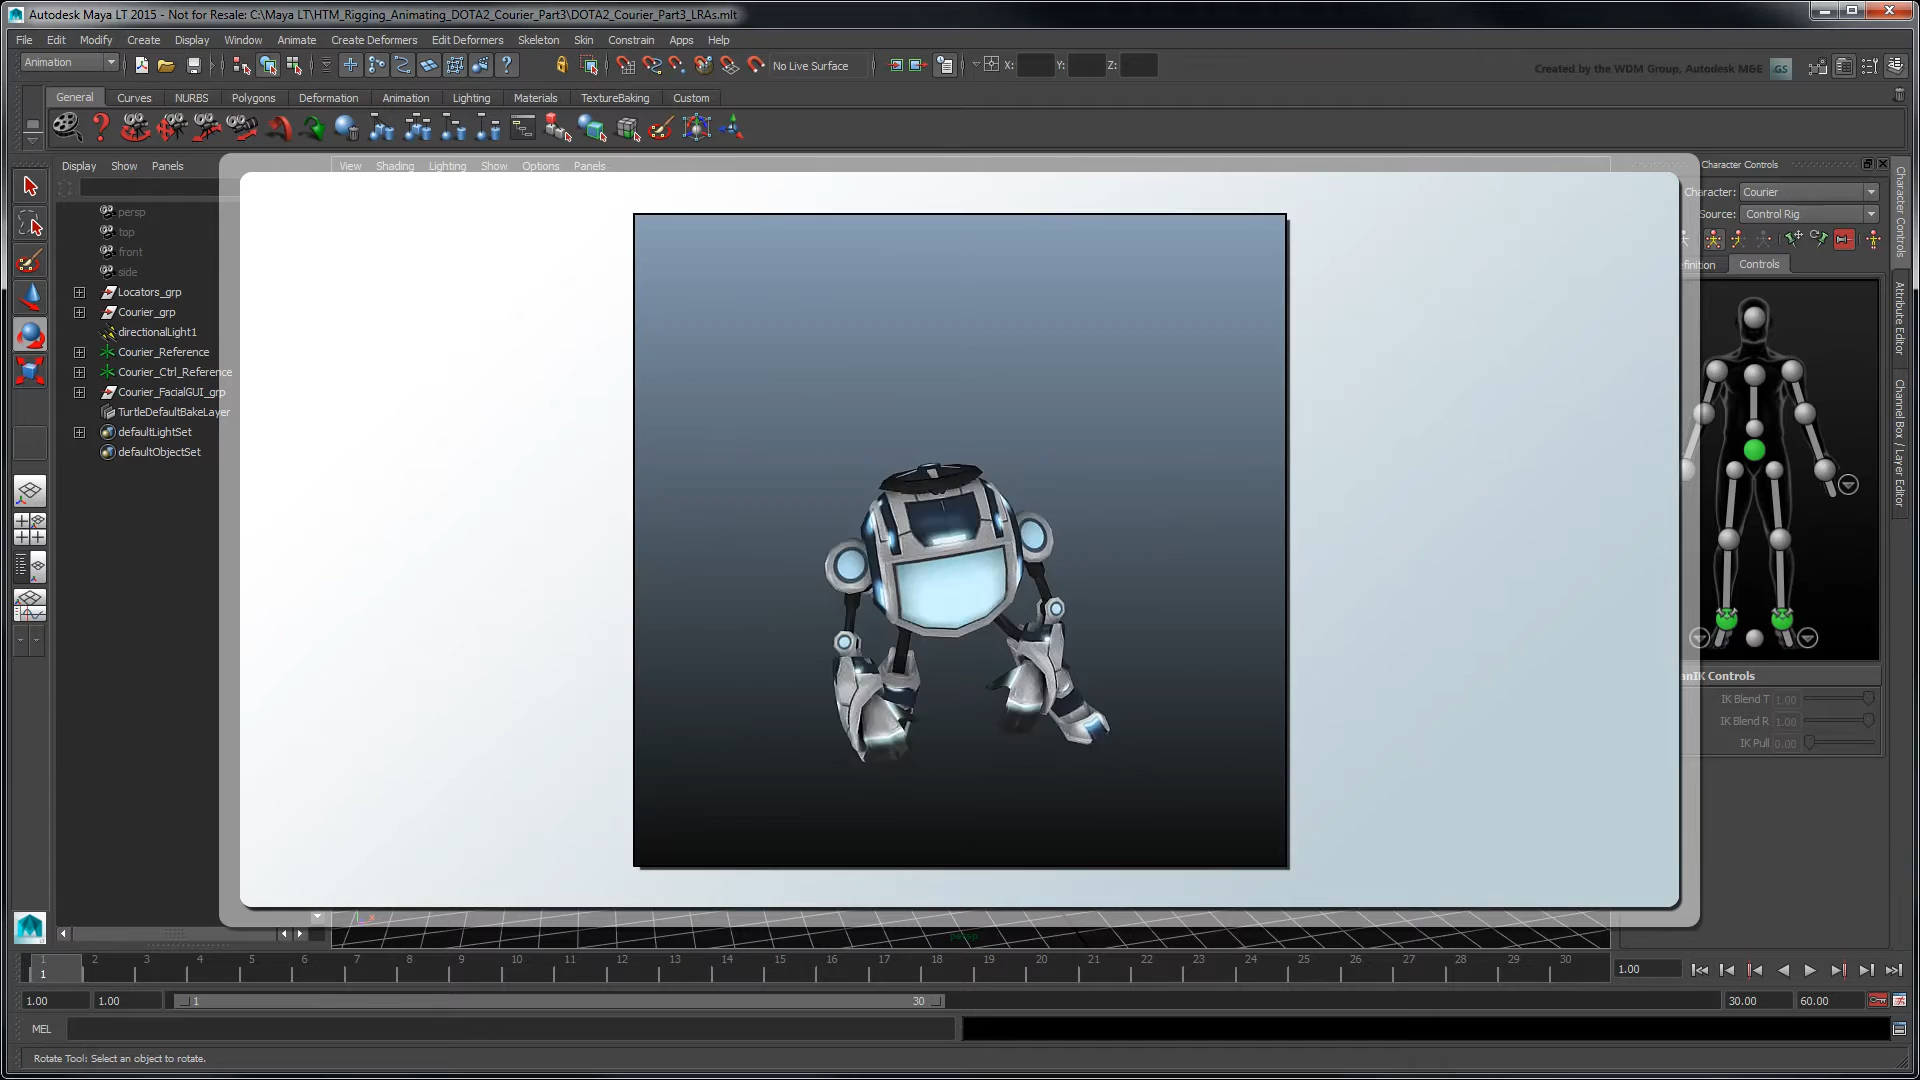 Autodesk Maya LT 2015 - Not for Resale: C:\Maya LT\HTM_Rigging_Animating_DOTA2_Courier_Part3\DOTA2_Courier_Part3_LRAs.mlt
File Edit Modify Create Display Window Animate Create Deformers Edit Deformers Skeleton Skin Constrain Apps Help
Animation No Live Surface X: Y: Z: Created by the WDM Group, Autodesk M&E GS
General Curves NURBS Polygons Deformation Animation Lighting Materials TextureBaking Custom
Display Show Panels View Shading Lighting Show Options Panels Character Controls
Character: Courier
Source: Control Rig
finition Controls
persp
top
front
side
Locators_grp
Courier_grp
directionalLight1
Courier_Reference
Courier_Ctrl_Reference
Courier_FacialGUI_grp
TurtleDefaultBakeLayer
defaultLightSet
defaultObjectSet
Character Controls
Attribute Editor
Channel Box / Layer Editor
anIK Controls
IK Blend T 1.00
IK Blend R 1.00
IK Pull 0.00
x
persp
1 2 3 4 5 6 7 8 9 10 11 12 13 14 15 16 17 18 19 20 21 22 23 24 25 26 27 28 29 30
1 1.00
1.00 1.00 1 30 30.00 60.00
MEL
Rotate Tool: Select an object to rotate.